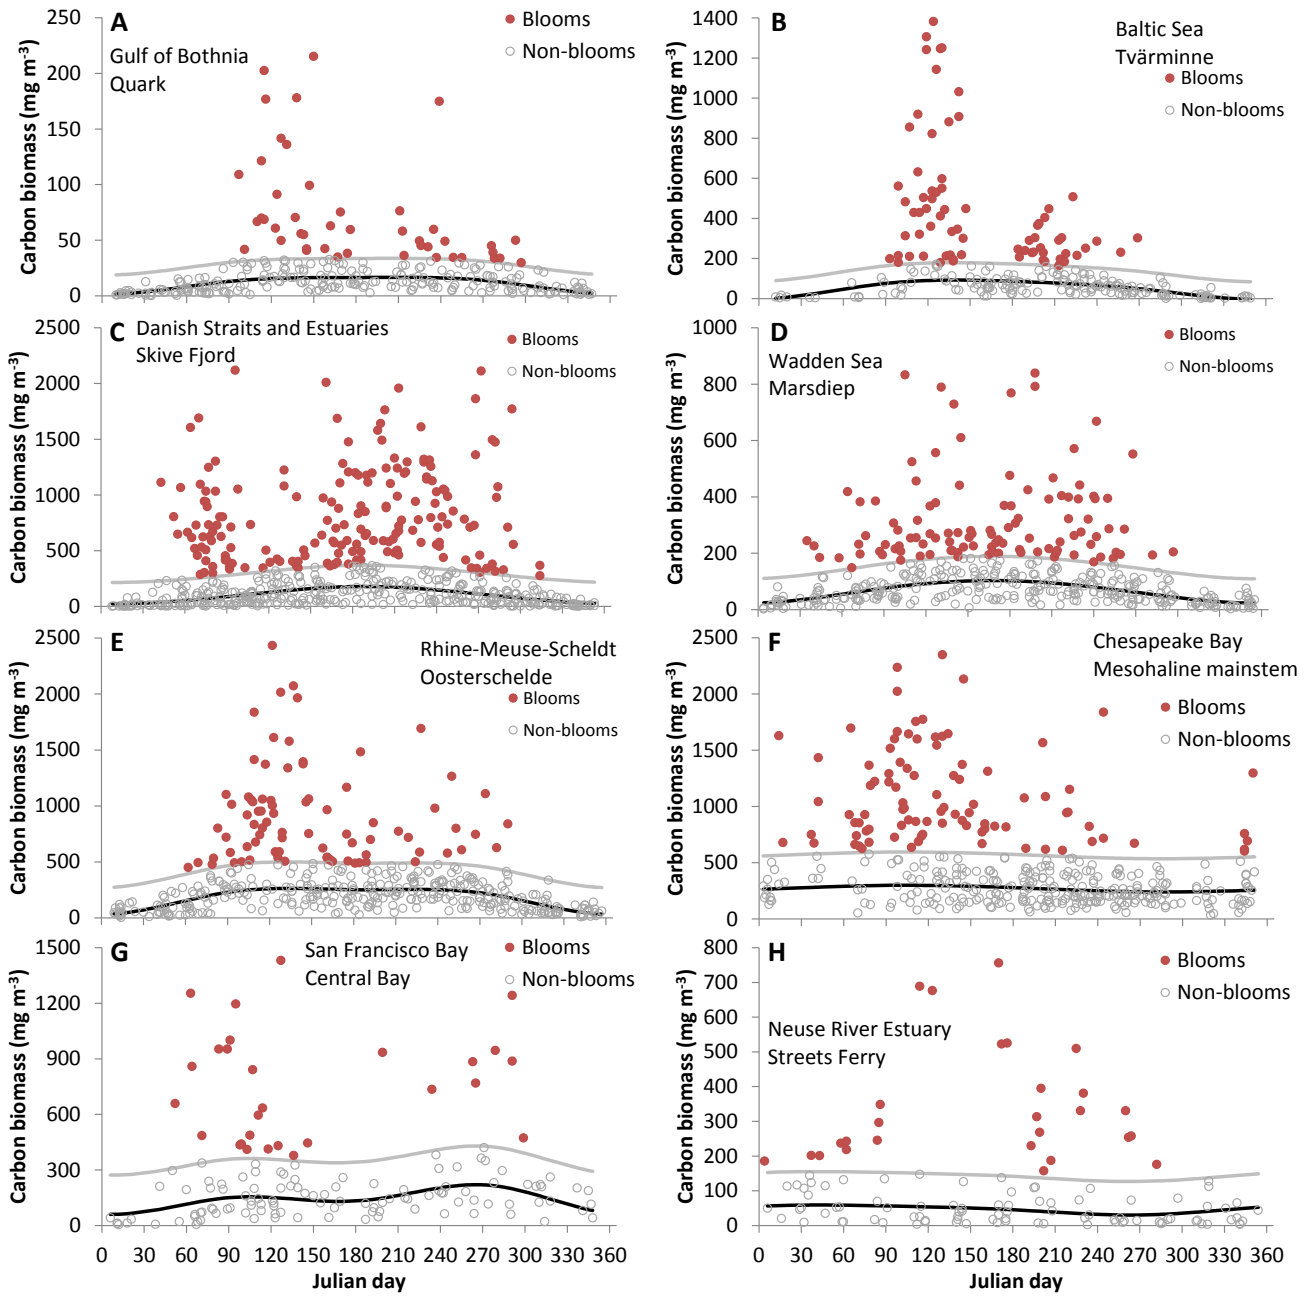 A
Gulf of Bothnia
Quark
Blooms
Non-blooms
Carbon biomass (mg m-3)
250
200
150
100
50
0
B
Baltic Sea
Tvärminne
Blooms
Non-blooms
Carbon biomass (mg m-3)
1400
1200
1000
800
600
400
200
0
C
Danish Straits and Estuaries
Skive Fjord
Blooms
Non-blooms
Carbon biomass (mg m-3)
2500
2000
1500
1000
500
0
D
Wadden Sea
Marsdiep
Blooms
Non-blooms
Carbon biomass (mg m-3)
1000
800
600
400
200
0
E
Rhine-Meuse-Scheldt
Oosterschelde
Blooms
Non-blooms
Carbon biomass (mg m-3)
2500
2000
1500
1000
500
0
F
Chesapeake Bay
Mesohaline mainstem
Blooms
Non-blooms
Carbon biomass (mg m-3)
2500
2000
1500
1000
500
0
G
San Francisco Bay
Central Bay
Blooms
Non-blooms
Carbon biomass (mg m-3)
1500
1200
900
600
300
0
0 30 60 90 120 150 180 210 240 270 300 330 360
Julian day
H
Neuse River Estuary
Streets Ferry
Blooms
Non-blooms
Carbon biomass (mg m-3)
800
700
600
500
400
300
200
100
0
0 30 60 90 120 150 180 210 240 270 300 330 360
Julian day